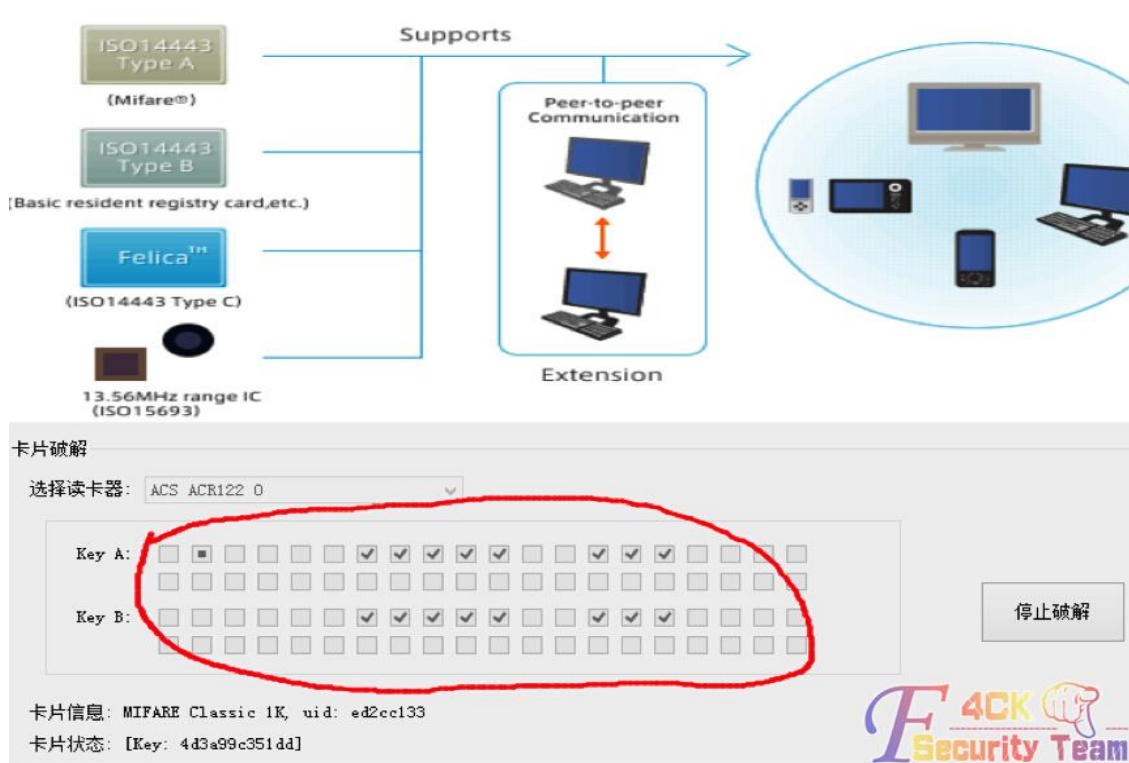 ISO14443
Type A
(Mifare®)
Supports
Peer-to-peer
Communication
ISO14443
Type B
(Basic resident registry card,etc.)
Felica™
(ISO14443 Type C)
Extension
13.56MHz range IC
(ISO15693)
卡片破解
选择读卡器: ACS ACR122 0
Key A:
Key B:
停止破解
卡片信息: MIFARE Classic 1K, uid: ed2cc133
卡片状态: [Key: 4d3a99c351dd]
F4CK
Security Team